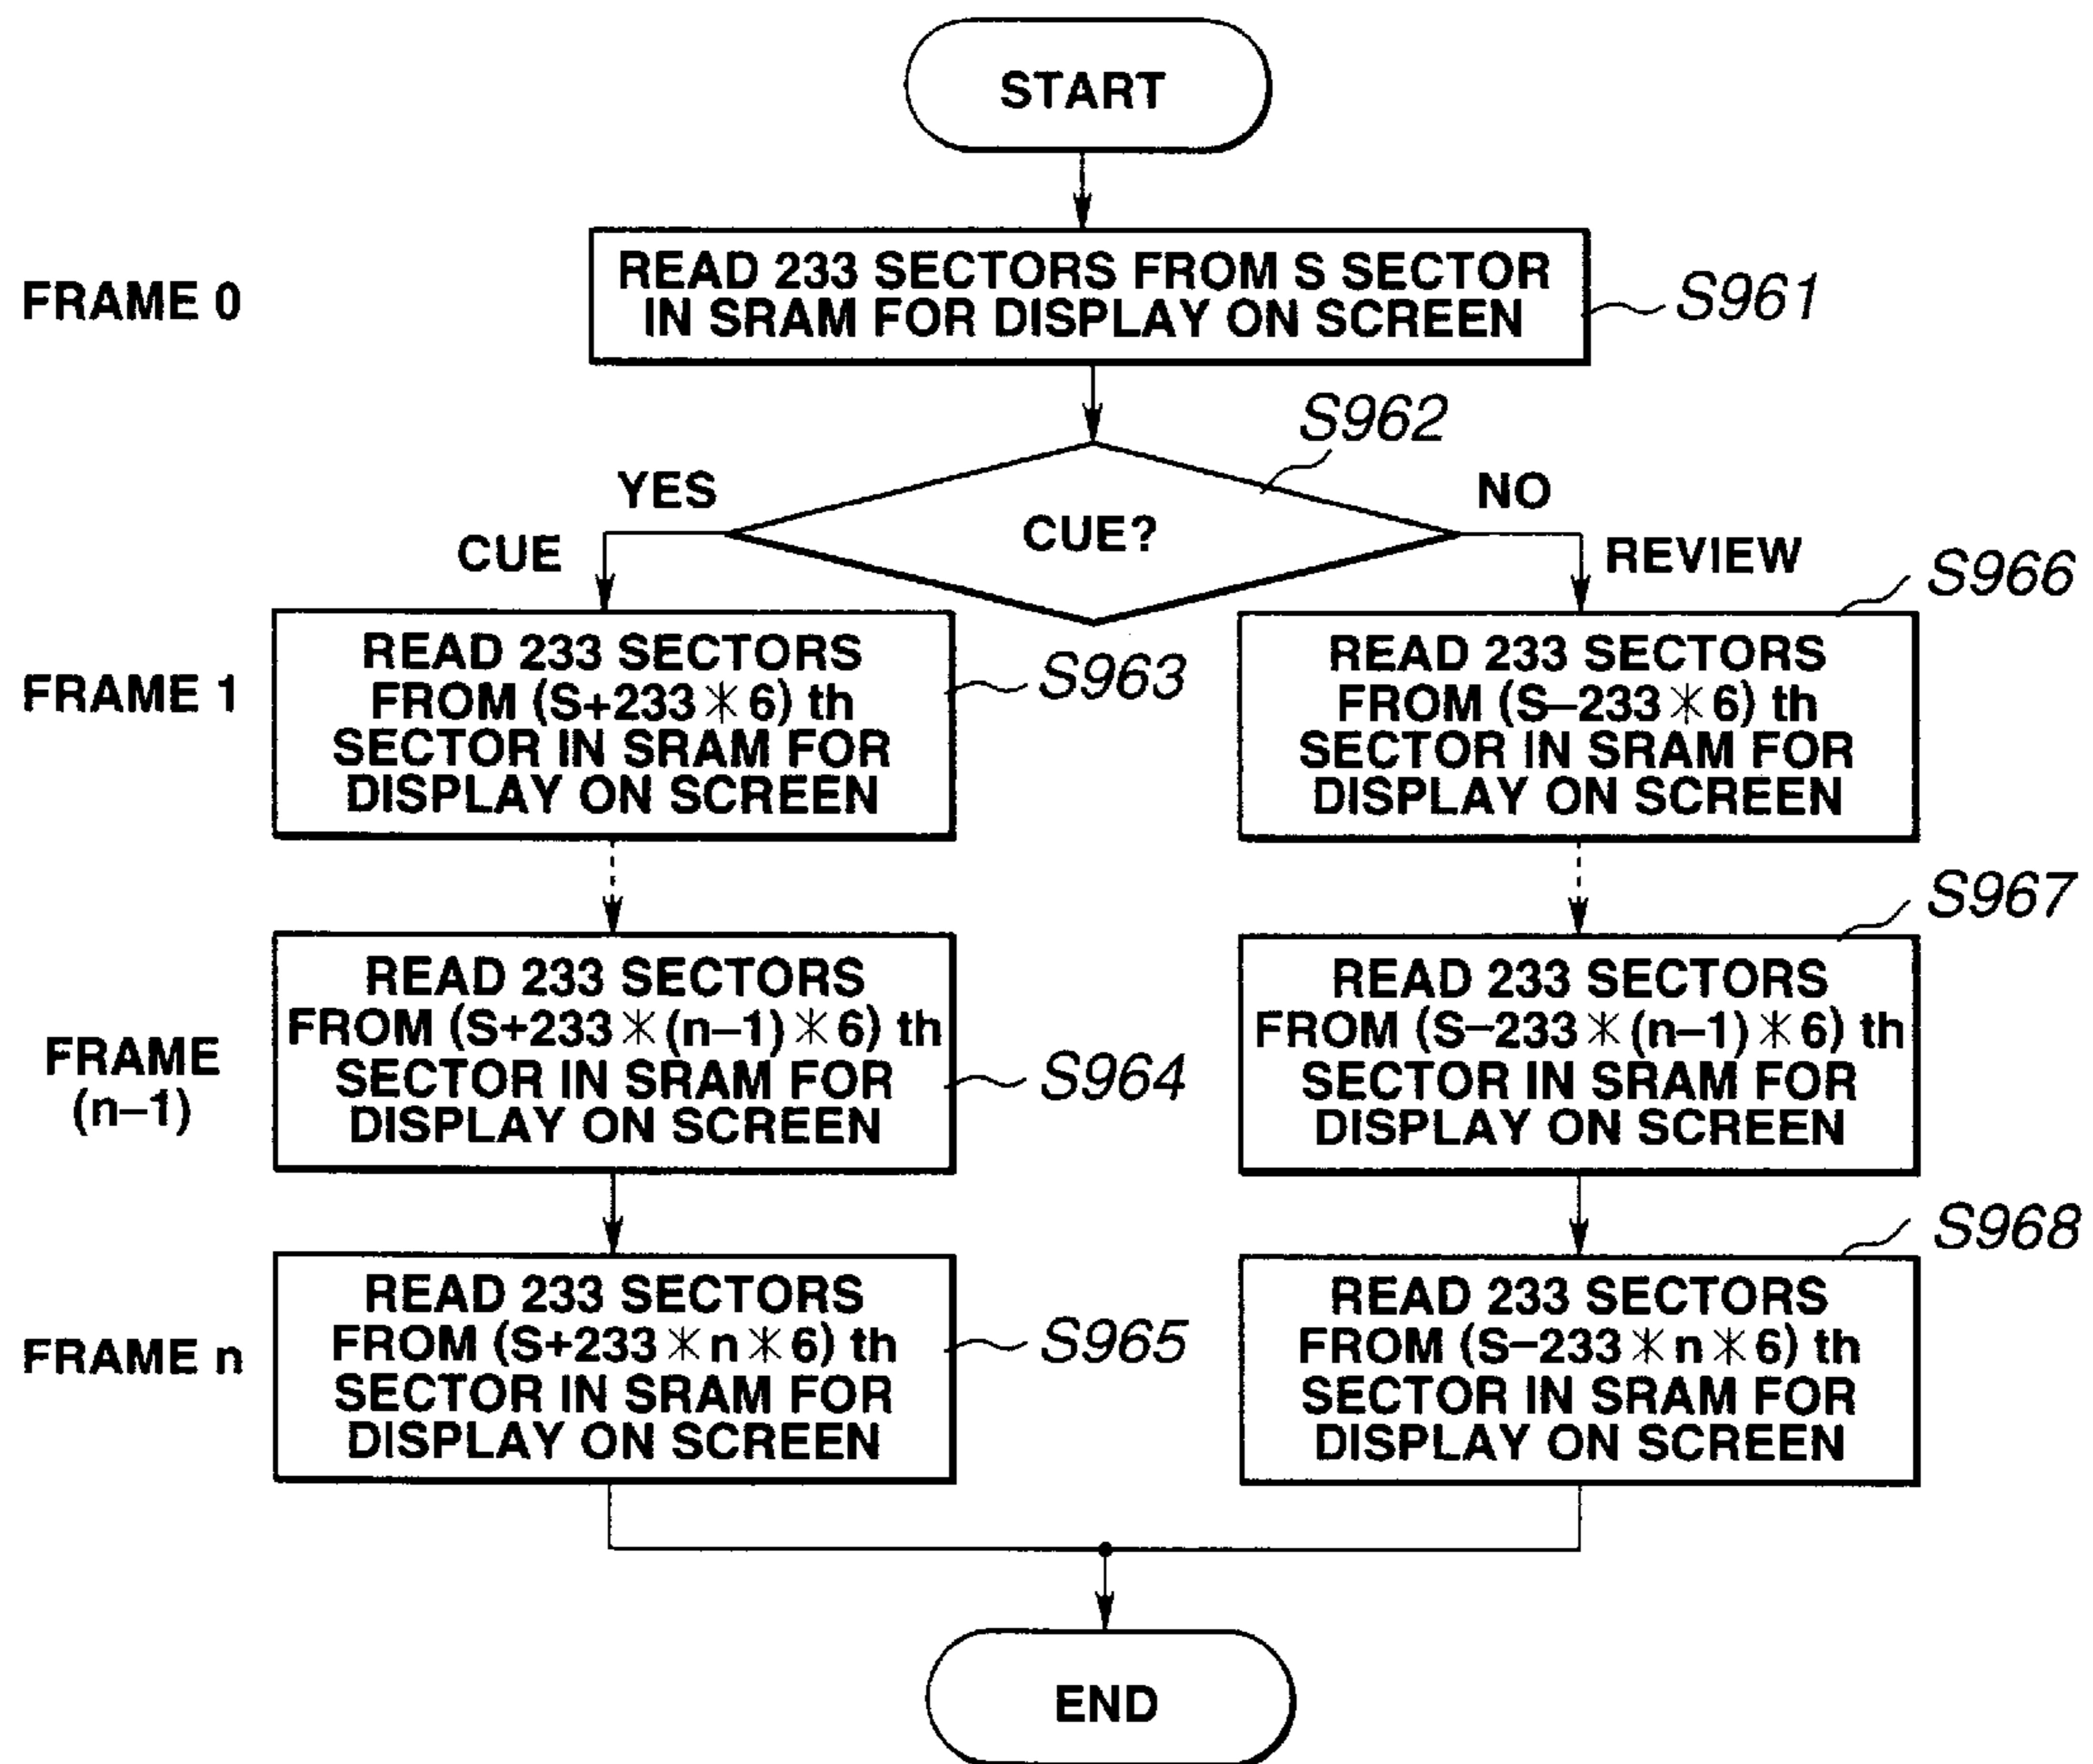 START
FRAME 0
READ 233 SECTORS FROM S SECTOR
IN SRAM FOR DISPLAY ON SCREEN
S961
S962
YES
CUE?
NO
CUE
REVIEW
FRAME 1
READ 233 SECTORS
FROM (S+233＊6) th
SECTOR IN SRAM FOR
DISPLAY ON SCREEN
S963
READ 233 SECTORS
FROM (S–233＊6) th
SECTOR IN SRAM FOR
DISPLAY ON SCREEN
S966
FRAME
(n–1)
READ 233 SECTORS
FROM (S+233＊(n–1)＊6) th
SECTOR IN SRAM FOR
DISPLAY ON SCREEN
S964
READ 233 SECTORS
FROM (S–233＊(n–1)＊6) th
SECTOR IN SRAM FOR
DISPLAY ON SCREEN
S967
FRAME n
READ 233 SECTORS
FROM (S+233＊n＊6) th
SECTOR IN SRAM FOR
DISPLAY ON SCREEN
S965
READ 233 SECTORS
FROM (S–233＊n＊6) th
SECTOR IN SRAM FOR
DISPLAY ON SCREEN
S968
END